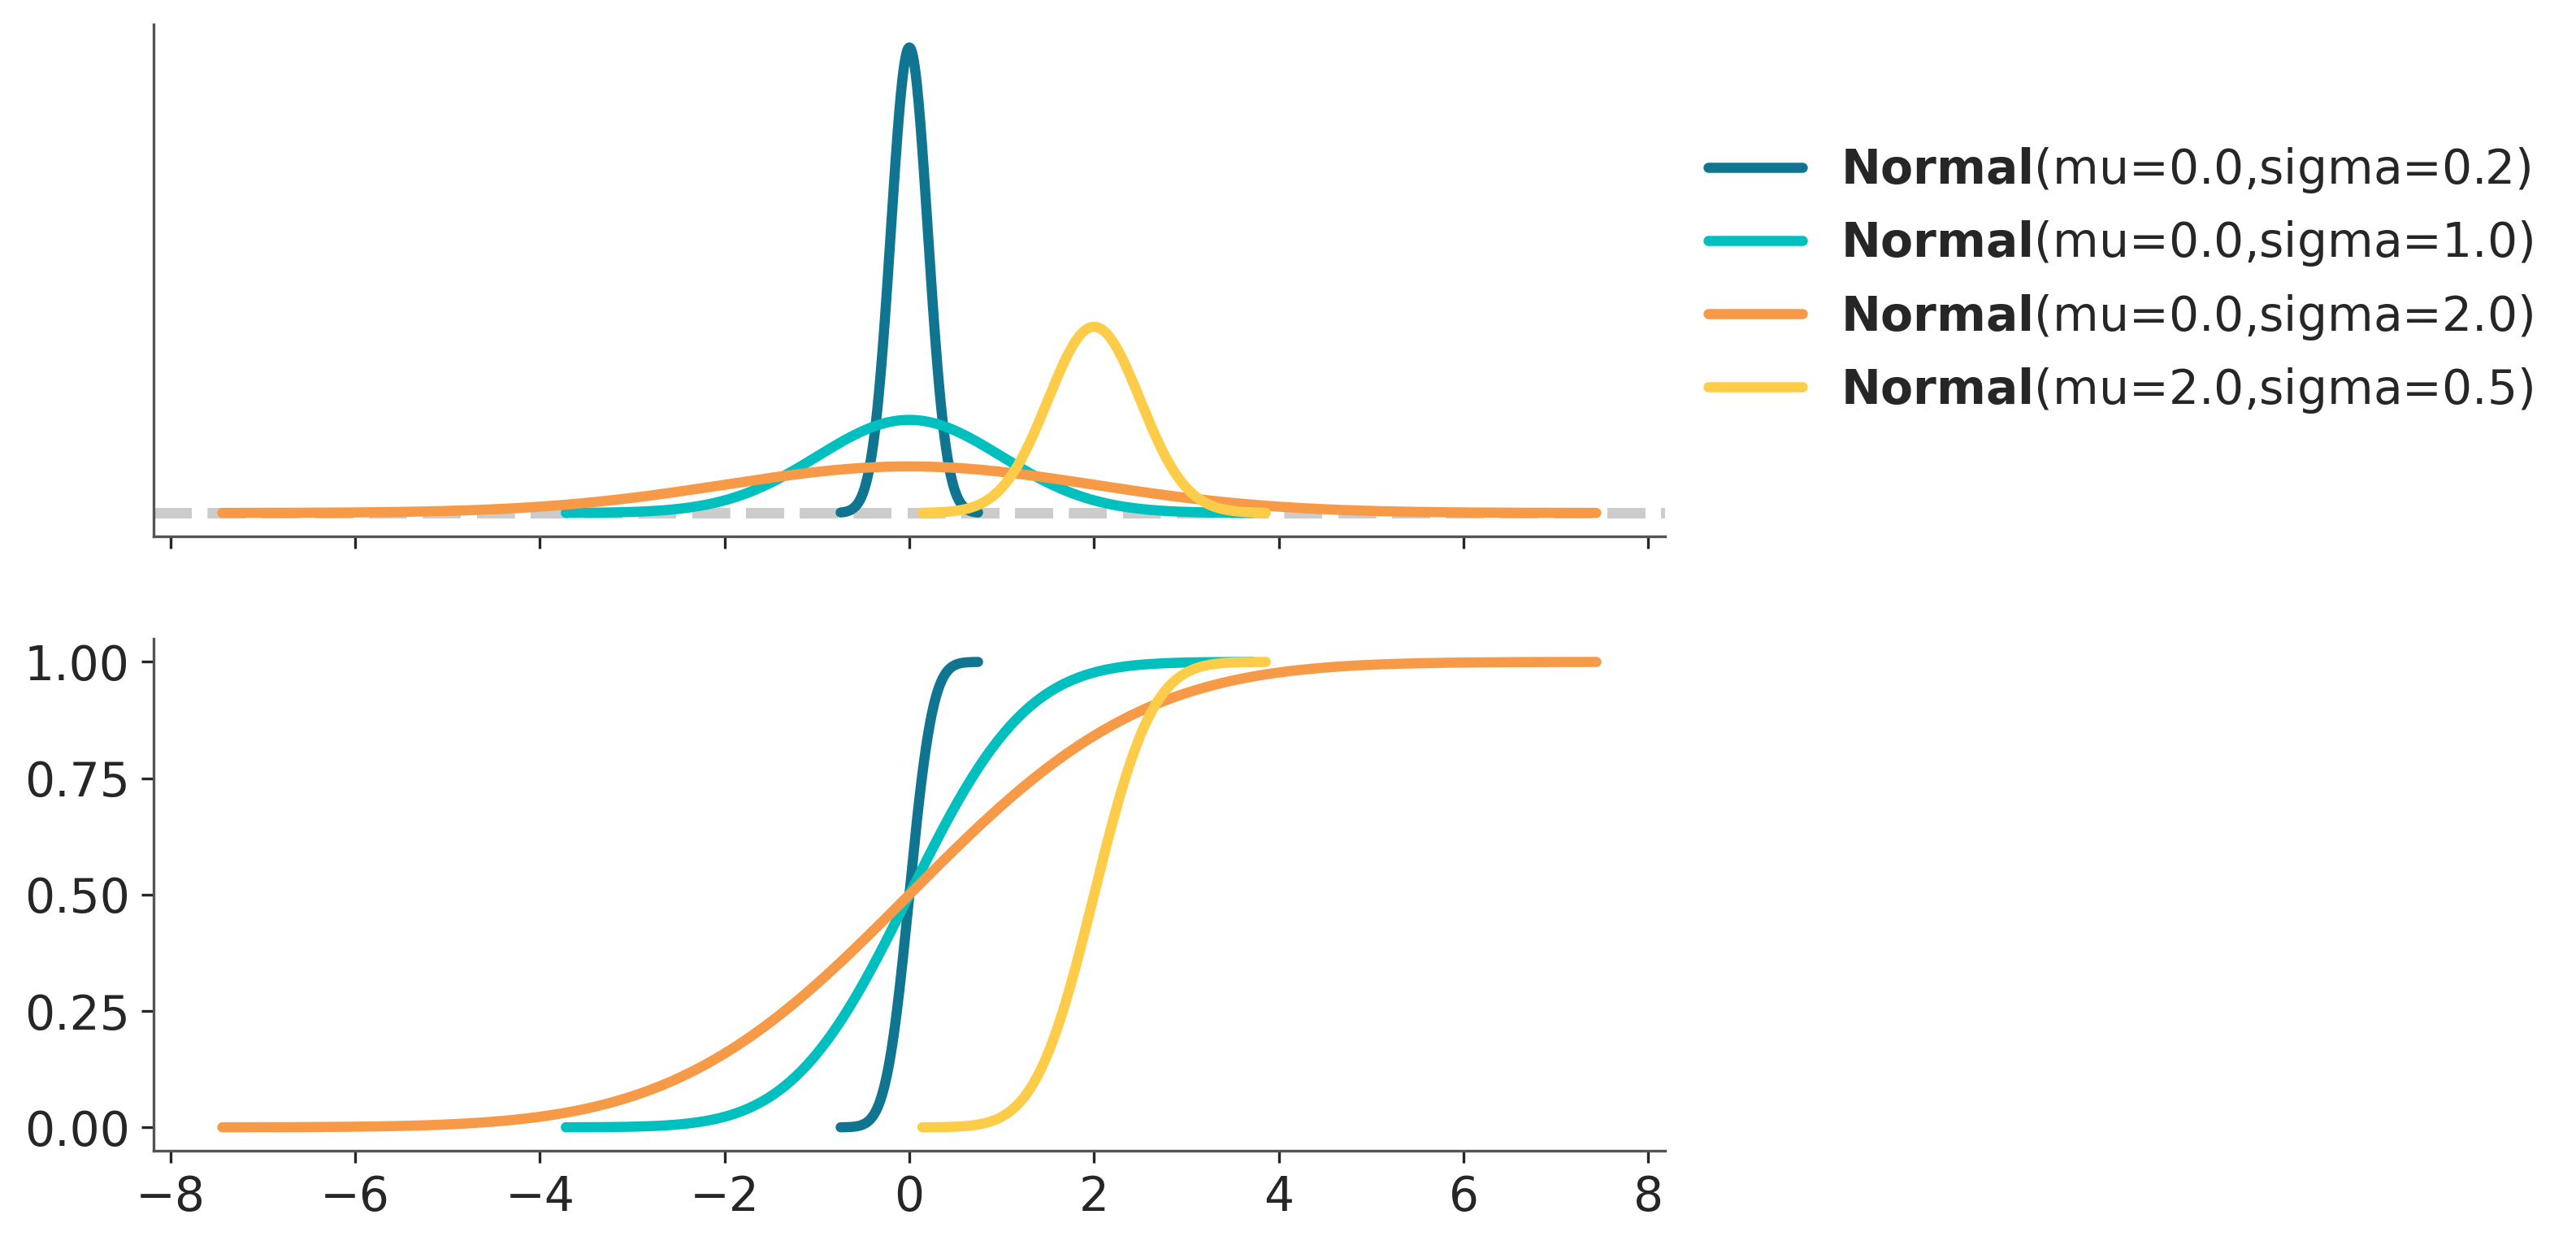 Normal(mu=0.0,sigma=0.2)
Normal(mu=0.0,sigma=1.0)
Normal(mu=0.0,sigma=2.0)
Normal(mu=2.0,sigma=0.5)
1.00
0.75
0.50
0.25
0.00
−8 −6 −4 −2 0 2 4 6 8